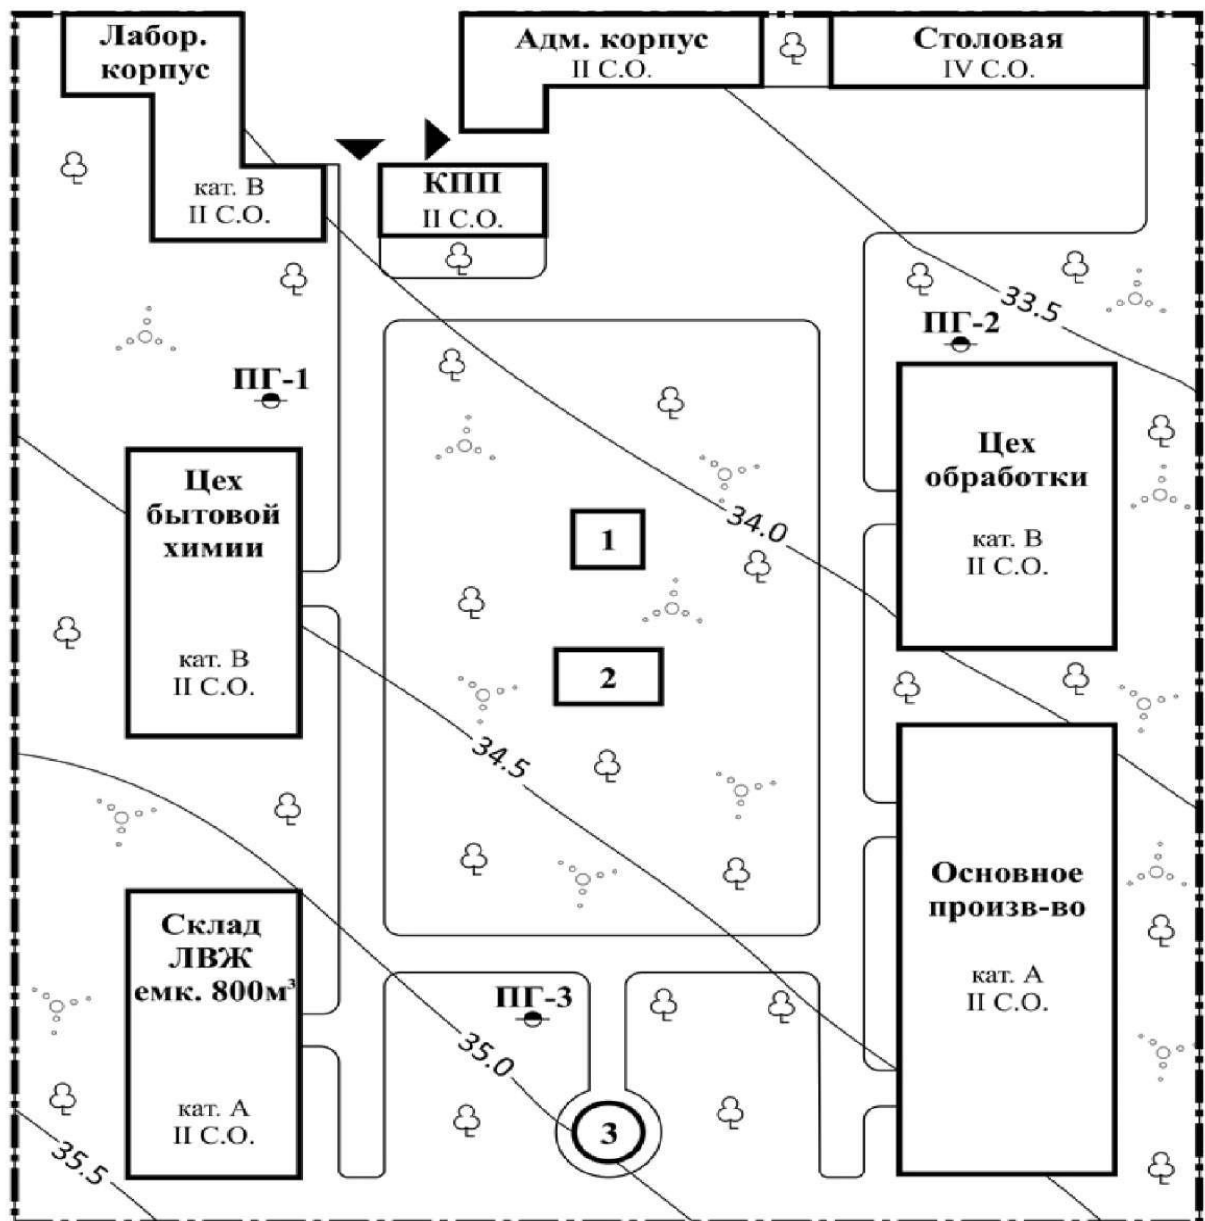 Лабор.
корпус
кат. В
II С.О.
Адм. корпус
II С.О.
Столовая
IV С.О.
КПП
II С.О.
33.5
ПГ-2
ПГ-1
Цех
бытовой
химии
кат. В
II С.О.
1
34.0
Цех
обработки
кат. В
II С.О.
2
34.5
Склад
ЛВЖ
емк. 800м³
кат. А
II С.О.
Основное
произв-во
кат. А
II С.О.
ПГ-3
35.0
3
35.5